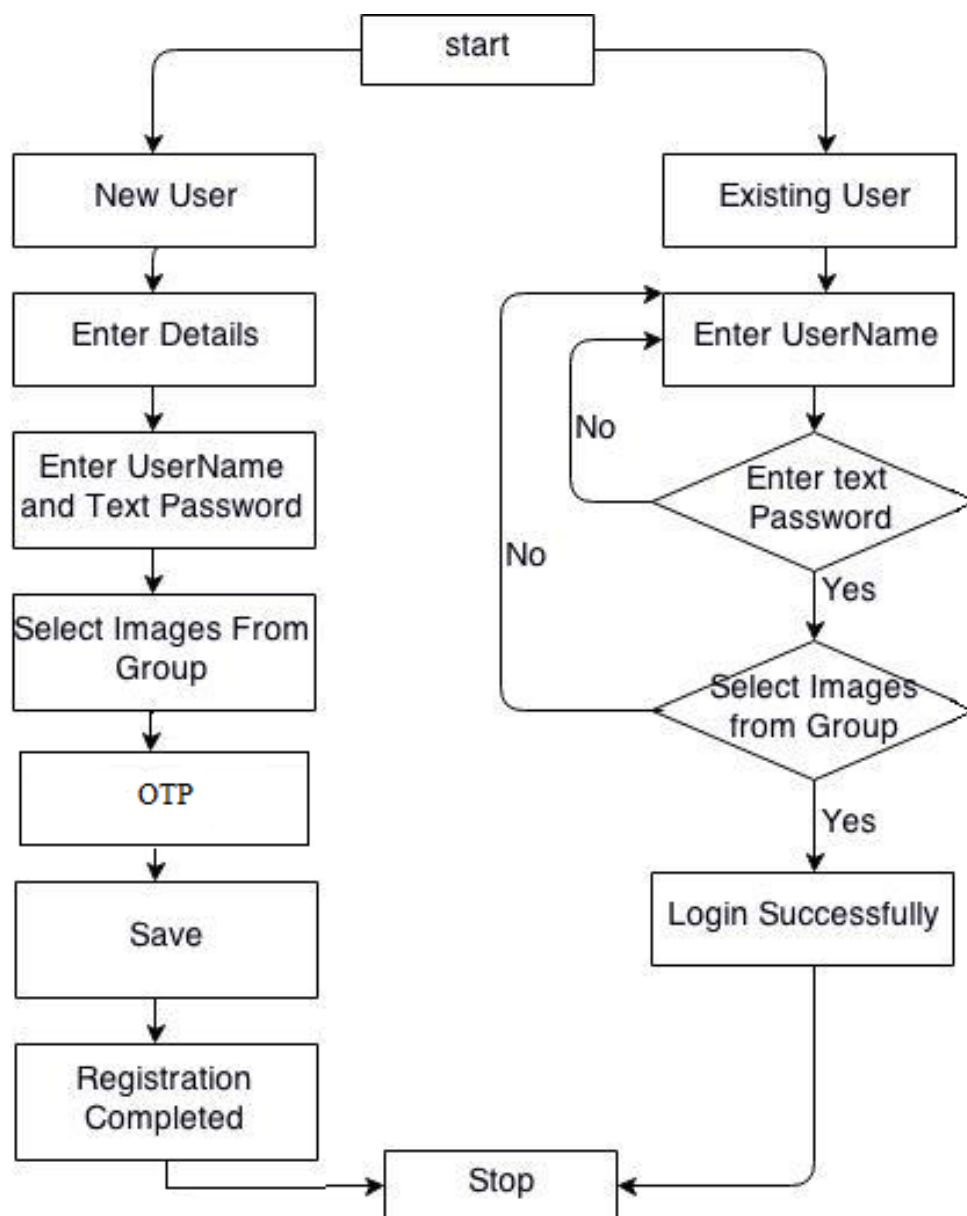 start
New User
Enter Details
Enter UserName
and Text Password
Select Images From
Group
OTP
Save
Registration
Completed
Existing User
Enter UserName
No
Enter text
Password
No
Yes
Select Images
from Group
Yes
Login Successfully
Stop